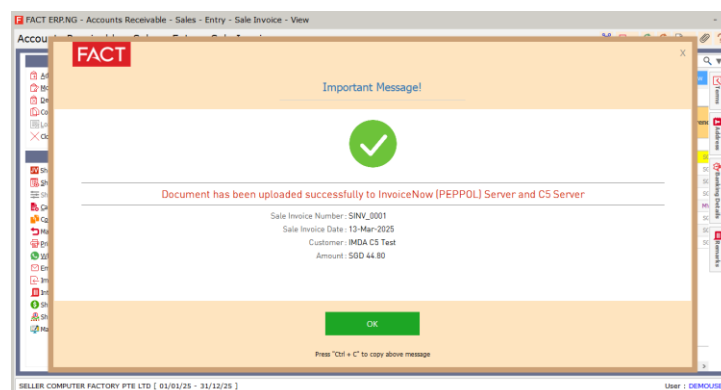 FACT ERP.NG - Accounts Receivable - Sales - Entry - Sale Invoice - View
FACT
X
Important Message!
Document has been uploaded successfully to InvoiceNow (PEPPOL) Server and C5 Server
Sale Invoice Number : SINV_0001
Sale Invoice Date : 13-Mar-2025
Customer : IMDA C5 Test
Amount : SGD 44.80
OK
Press "Ctrl + C" to copy above message
Terms
Address
Banking Details
Remarks
SELLER COMPUTER FACTORY PTE LTD [ 01/01/25 - 31/12/25 ]
User : DEMOUSE